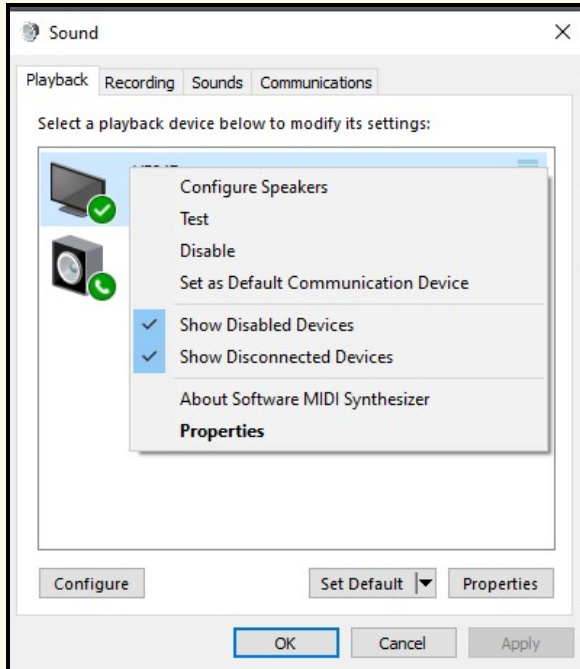 Sound
Playback Recording Sounds Communications
Select a playback device below to modify its settings:
Configure Speakers
Test
Disable
Set as Default Communication Device
Show Disabled Devices
Show Disconnected Devices
About Software MIDI Synthesizer
Properties
Configure Set Default Properties
OK Cancel Apply